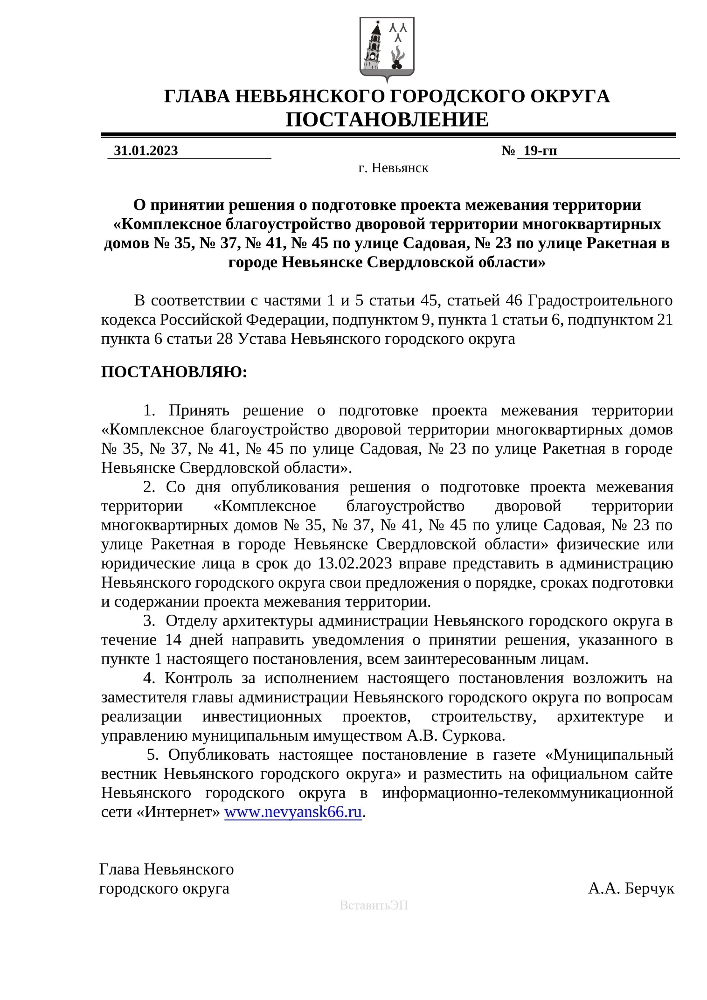 ГЛАВА НЕВЬЯНСКОГО ГОРОДСКОГО ОКРУГА
ПОСТАНОВЛЕНИЕ
31.01.2023 № 19-гп
г. Невьянск
О принятии решения о подготовке проекта межевания территории
«Комплексное благоустройство дворовой территории многоквартирных
домов № 35, № 37, № 41, № 45 по улице Садовая, № 23 по улице Ракетная в
городе Невьянске Свердловской области»
В соответствии с частями 1 и 5 статьи 45, статьей 46 Градостроительного
кодекса Российской Федерации, подпунктом 9, пункта 1 статьи 6, подпунктом 21
пункта 6 статьи 28 Устава Невьянского городского округа
ПОСТАНОВЛЯЮ:
1. Принять решение о подготовке проекта межевания территории
«Комплексное благоустройство дворовой территории многоквартирных домов
№ 35, № 37, № 41, № 45 по улице Садовая, № 23 по улице Ракетная в городе
Невьянске Свердловской области».
2. Со дня опубликования решения о подготовке проекта межевания
территории «Комплексное благоустройство дворовой территории
многоквартирных домов № 35, № 37, № 41, № 45 по улице Садовая, № 23 по
улице Ракетная в городе Невьянске Свердловской области» физические или
юридические лица в срок до 13.02.2023 вправе представить в администрацию
Невьянского городского округа свои предложения о порядке, сроках подготовки
и содержании проекта межевания территории.
3. Отделу архитектуры администрации Невьянского городского округа в
течение 14 дней направить уведомления о принятии решения, указанного в
пункте 1 настоящего постановления, всем заинтересованным лицам.
4. Контроль за исполнением настоящего постановления возложить на
заместителя главы администрации Невьянского городского округа по вопросам
реализации инвестиционных проектов, строительству, архитектуре и
управлению муниципальным имуществом А.В. Суркова.
5. Опубликовать настоящее постановление в газете «Муниципальный
вестник Невьянского городского округа» и разместить на официальном сайте
Невьянского городского округа в информационно-телекоммуникационной
сети «Интернет» www.nevyansk66.ru.
Глава Невьянского
городского округа А.А. Берчук
ВставитьЭП